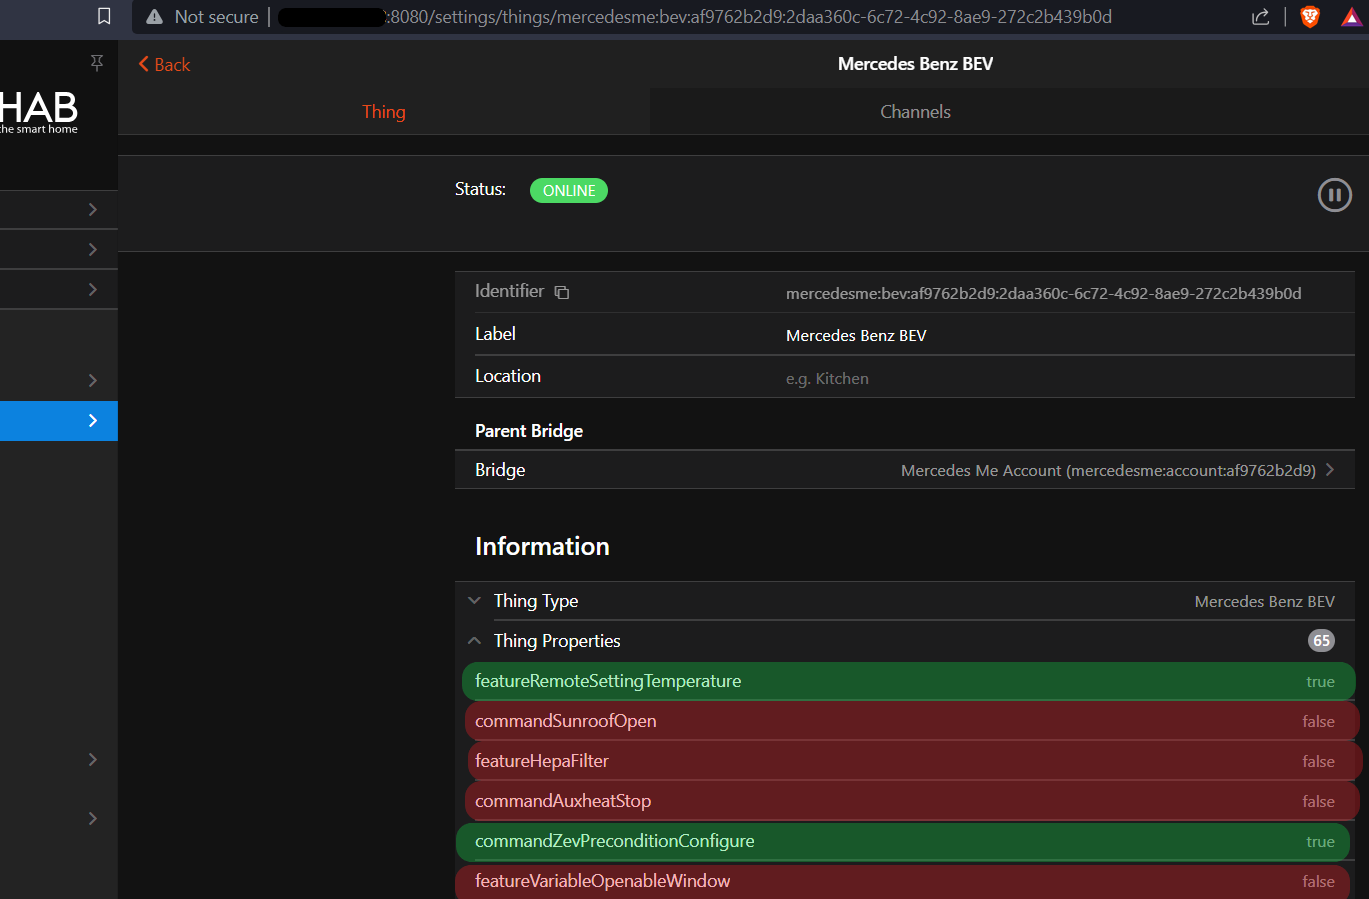 Not secure | :8080/settings/things/mercedesme:bev:af9762b2d9:2daa360c-6c72-4c92-8ae9-272c2b439b0d
HAB
the smart home
Back
Mercedes Benz BEV
Thing
Channels
Status: ONLINE
Identifier mercedesme:bev:af9762b2d9:2daa360c-6c72-4c92-8ae9-272c2b439b0d
Label Mercedes Benz BEV
Location e.g. Kitchen
Parent Bridge
Bridge Mercedes Me Account (mercedesme:account:af9762b2d9)
Information
Thing Type Mercedes Benz BEV
Thing Properties 65
featureRemoteSettingTemperature true
commandSunroofOpen false
featureHepaFilter false
commandAuxheatStop false
commandZevPreconditionConfigure true
featureVariableOpenableWindow false